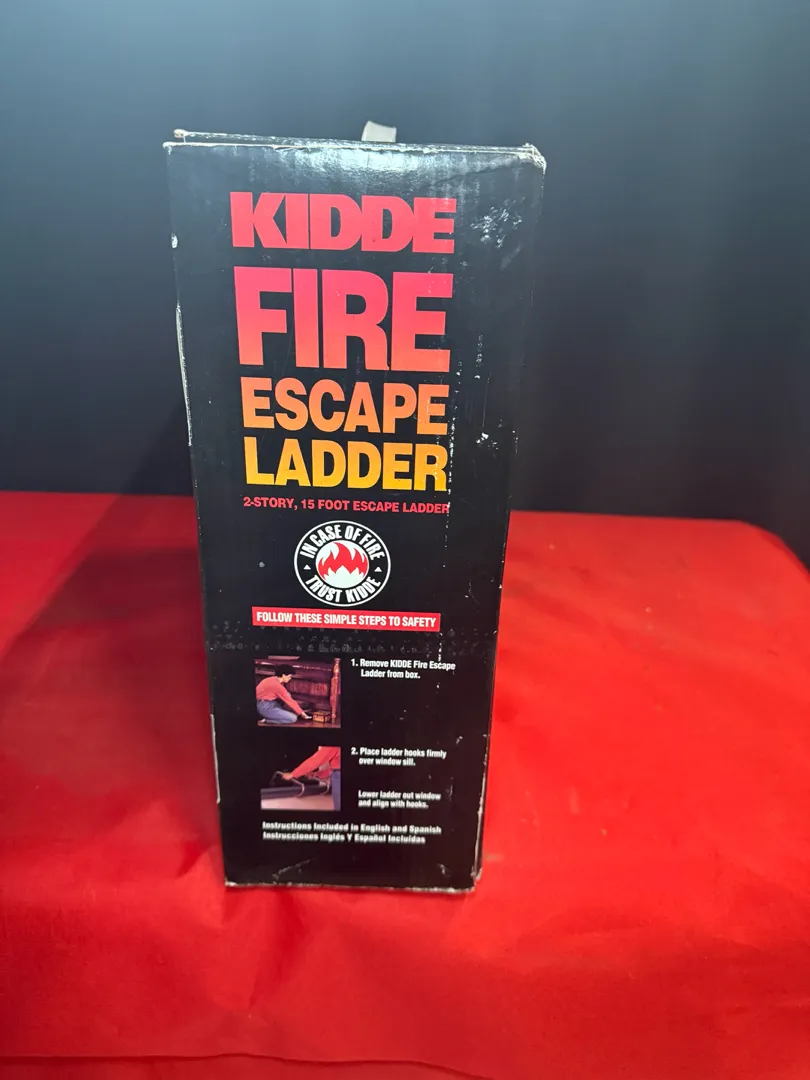 KIDDE
FIRE
ESCAPE
LADDER
2-STORY, 15 FOOT ESCAPE LADDER
IN CASE OF FIRE
TRUST KIDDE
FOLLOW THESE SIMPLE STEPS TO SAFETY
1. Remove KIDDE Fire Escape
Ladder from box.
2. Place ladder hooks firmly
over window sill.
Lower ladder out window
and align with hooks.
Instructions Included in English and Spanish
Instrucciones Inglés Y Español Incluídas